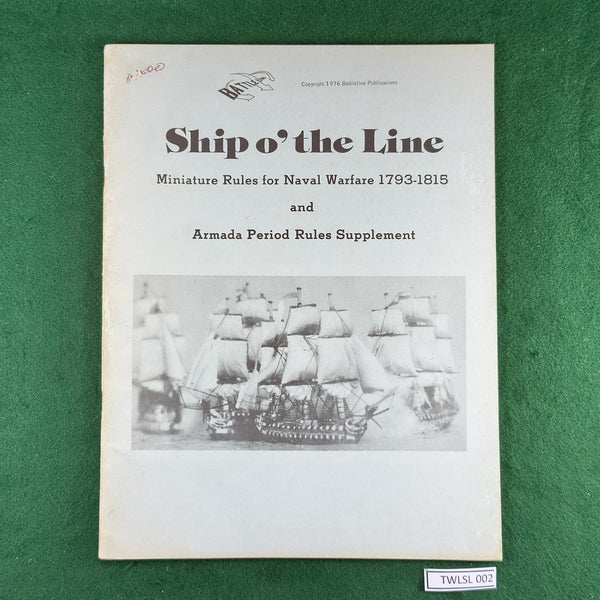 BATTLELINE
Copyright 1976 Battleline Publications
Ship o' the Line
Miniature Rules for Naval Warfare 1793-1815
and
Armada Period Rules Supplement
TWLSL 002